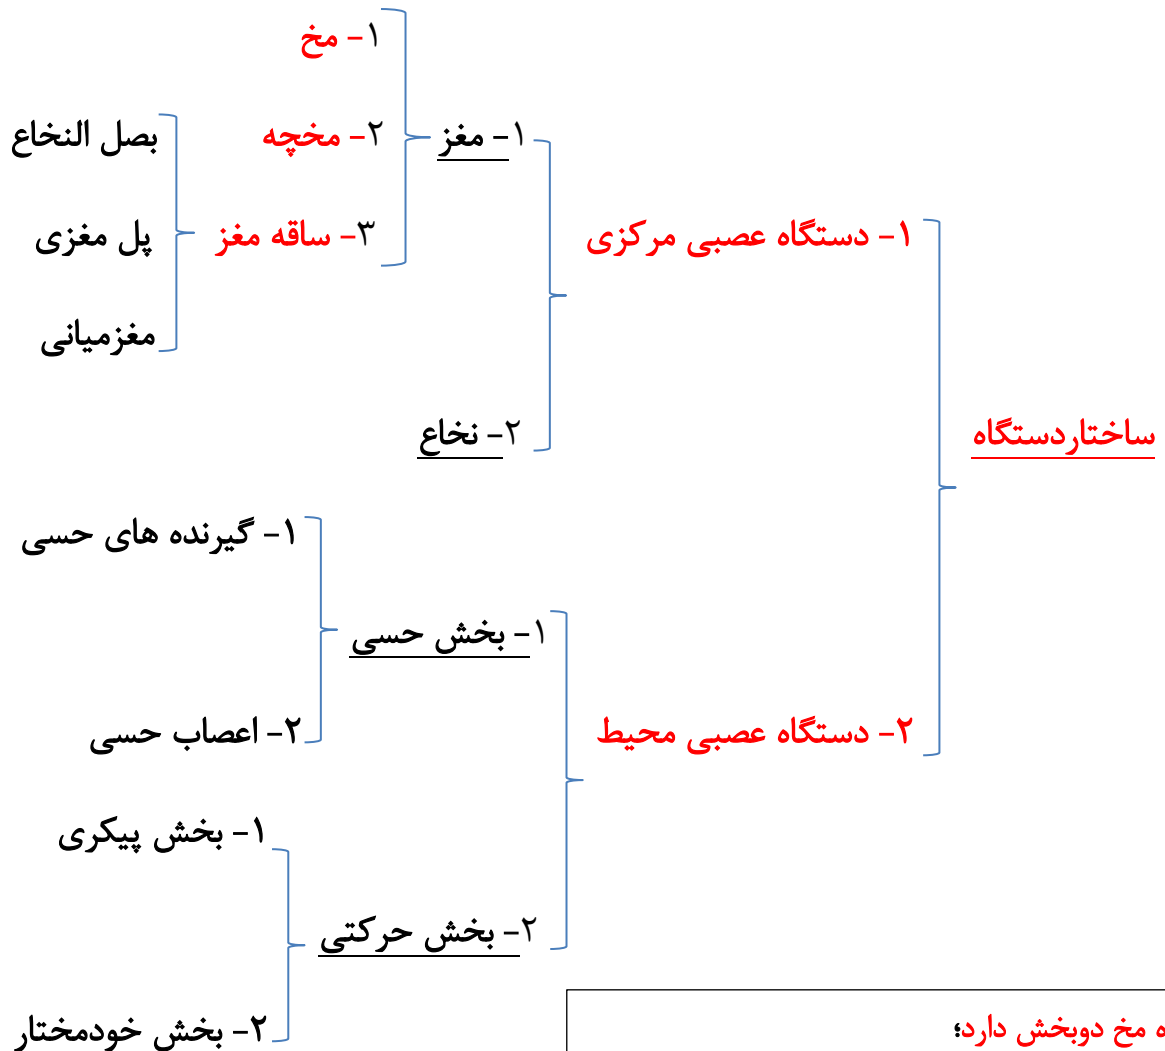 ساختاردستگاه
۱- دستگاه عصبی مرکزی
۱- مغز
۱- مخ
۲- مخچه
۳- ساقه مغز
بصل النخاع
پل مغزی
مغزمیانی
۲- نخاع
۲- دستگاه عصبی محیط
۱- بخش حسی
۱- گیرنده های حسی
۲- اعصاب حسی
۲- بخش حرکتی
۱- بخش پیکری
۲- بخش خودمختار
ه مخ دوبخش دارد؛